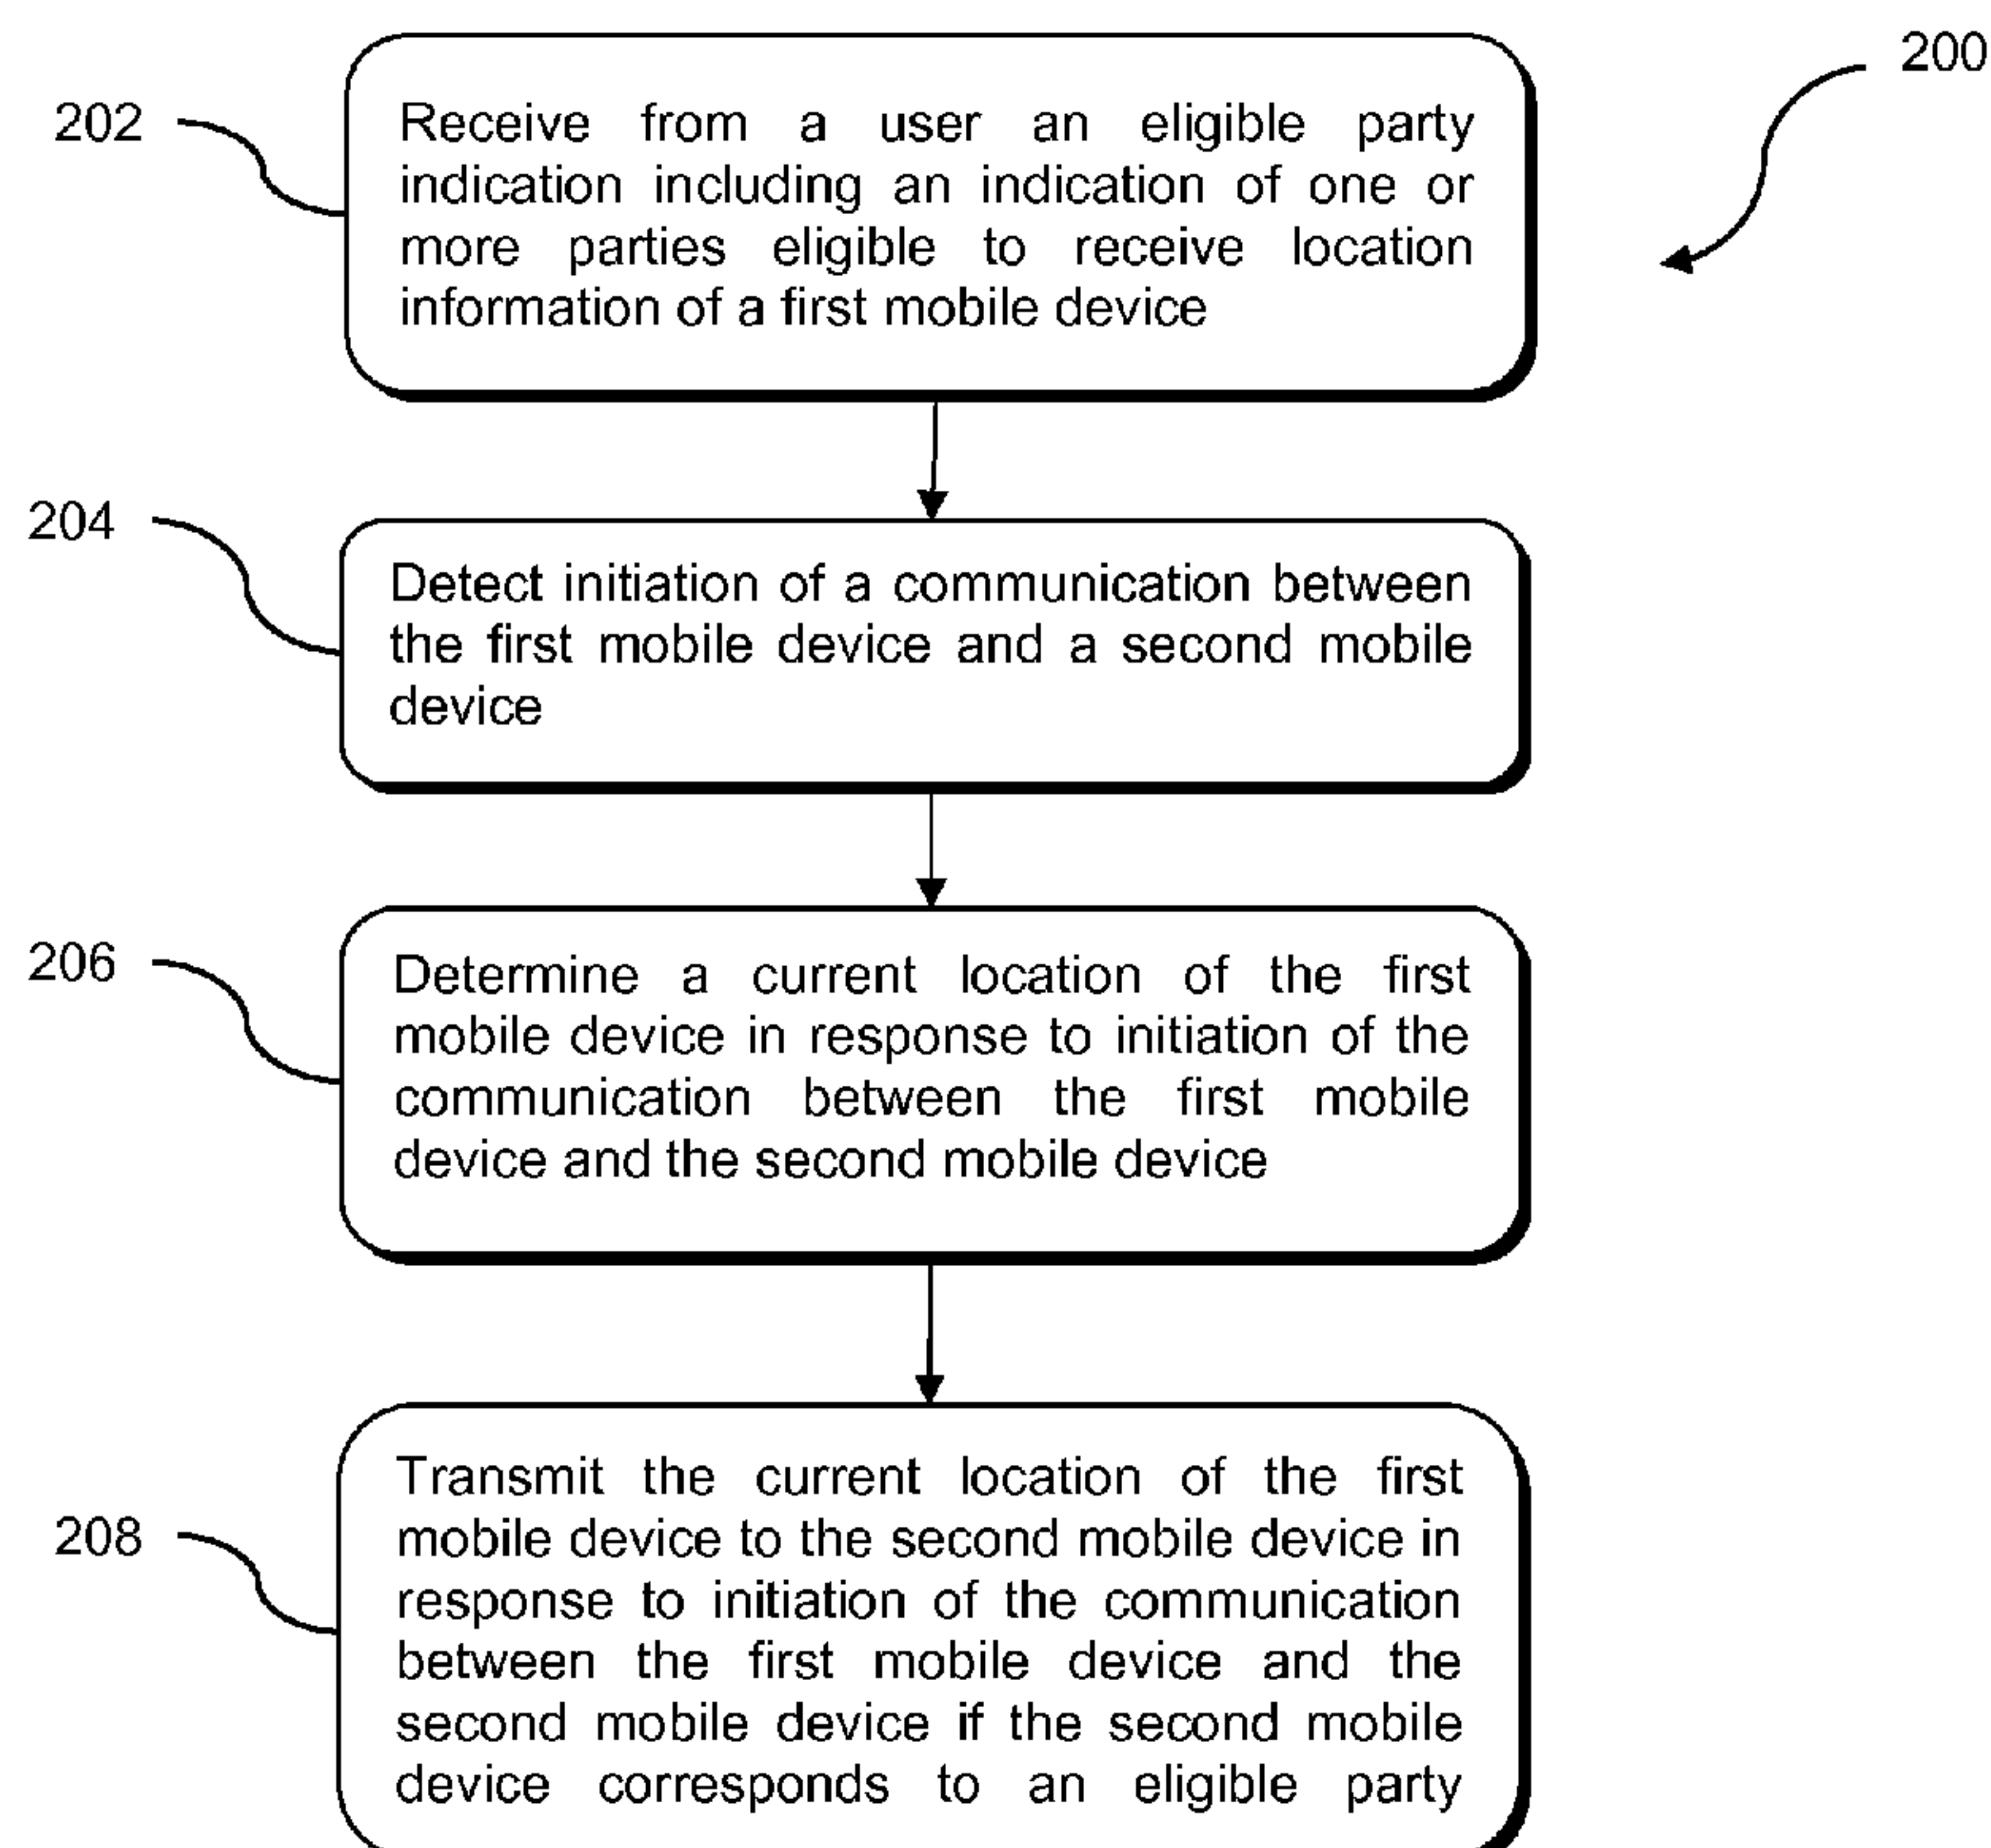 200
202
Receive from a user an eligible party
indication including an indication of one or
more parties eligible to receive location
information of a first mobile device
204
Detect initiation of a communication between
the first mobile device and a second mobile
device
206
Determine a current location of the first
mobile device in response to initiation of the
communication between the first mobile
device and the second mobile device
208
Transmit the current location of the first
mobile device to the second mobile device in
response to initiation of the communication
between the first mobile device and the
second mobile device if the second mobile
device corresponds to an eligible party